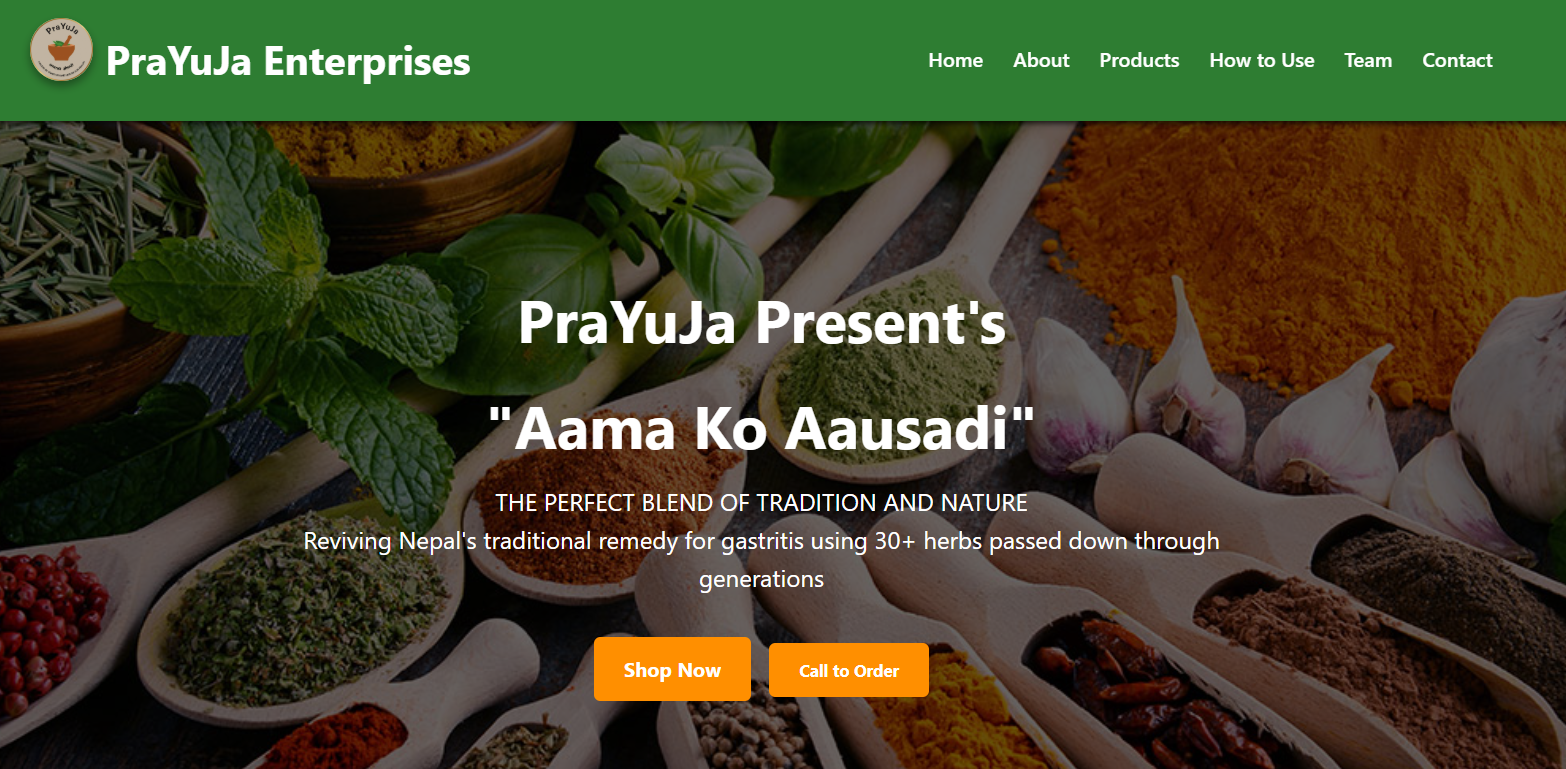 PraYuJa
PraYuJa Enterprises
Home
About
Products
How to Use
Team
Contact
PraYuJa Present's
"Aama Ko Aausadi"
THE PERFECT BLEND OF TRADITION AND NATURE
Reviving Nepal's traditional remedy for gastritis using 30+ herbs passed down through
generations
Shop Now
Call to Order